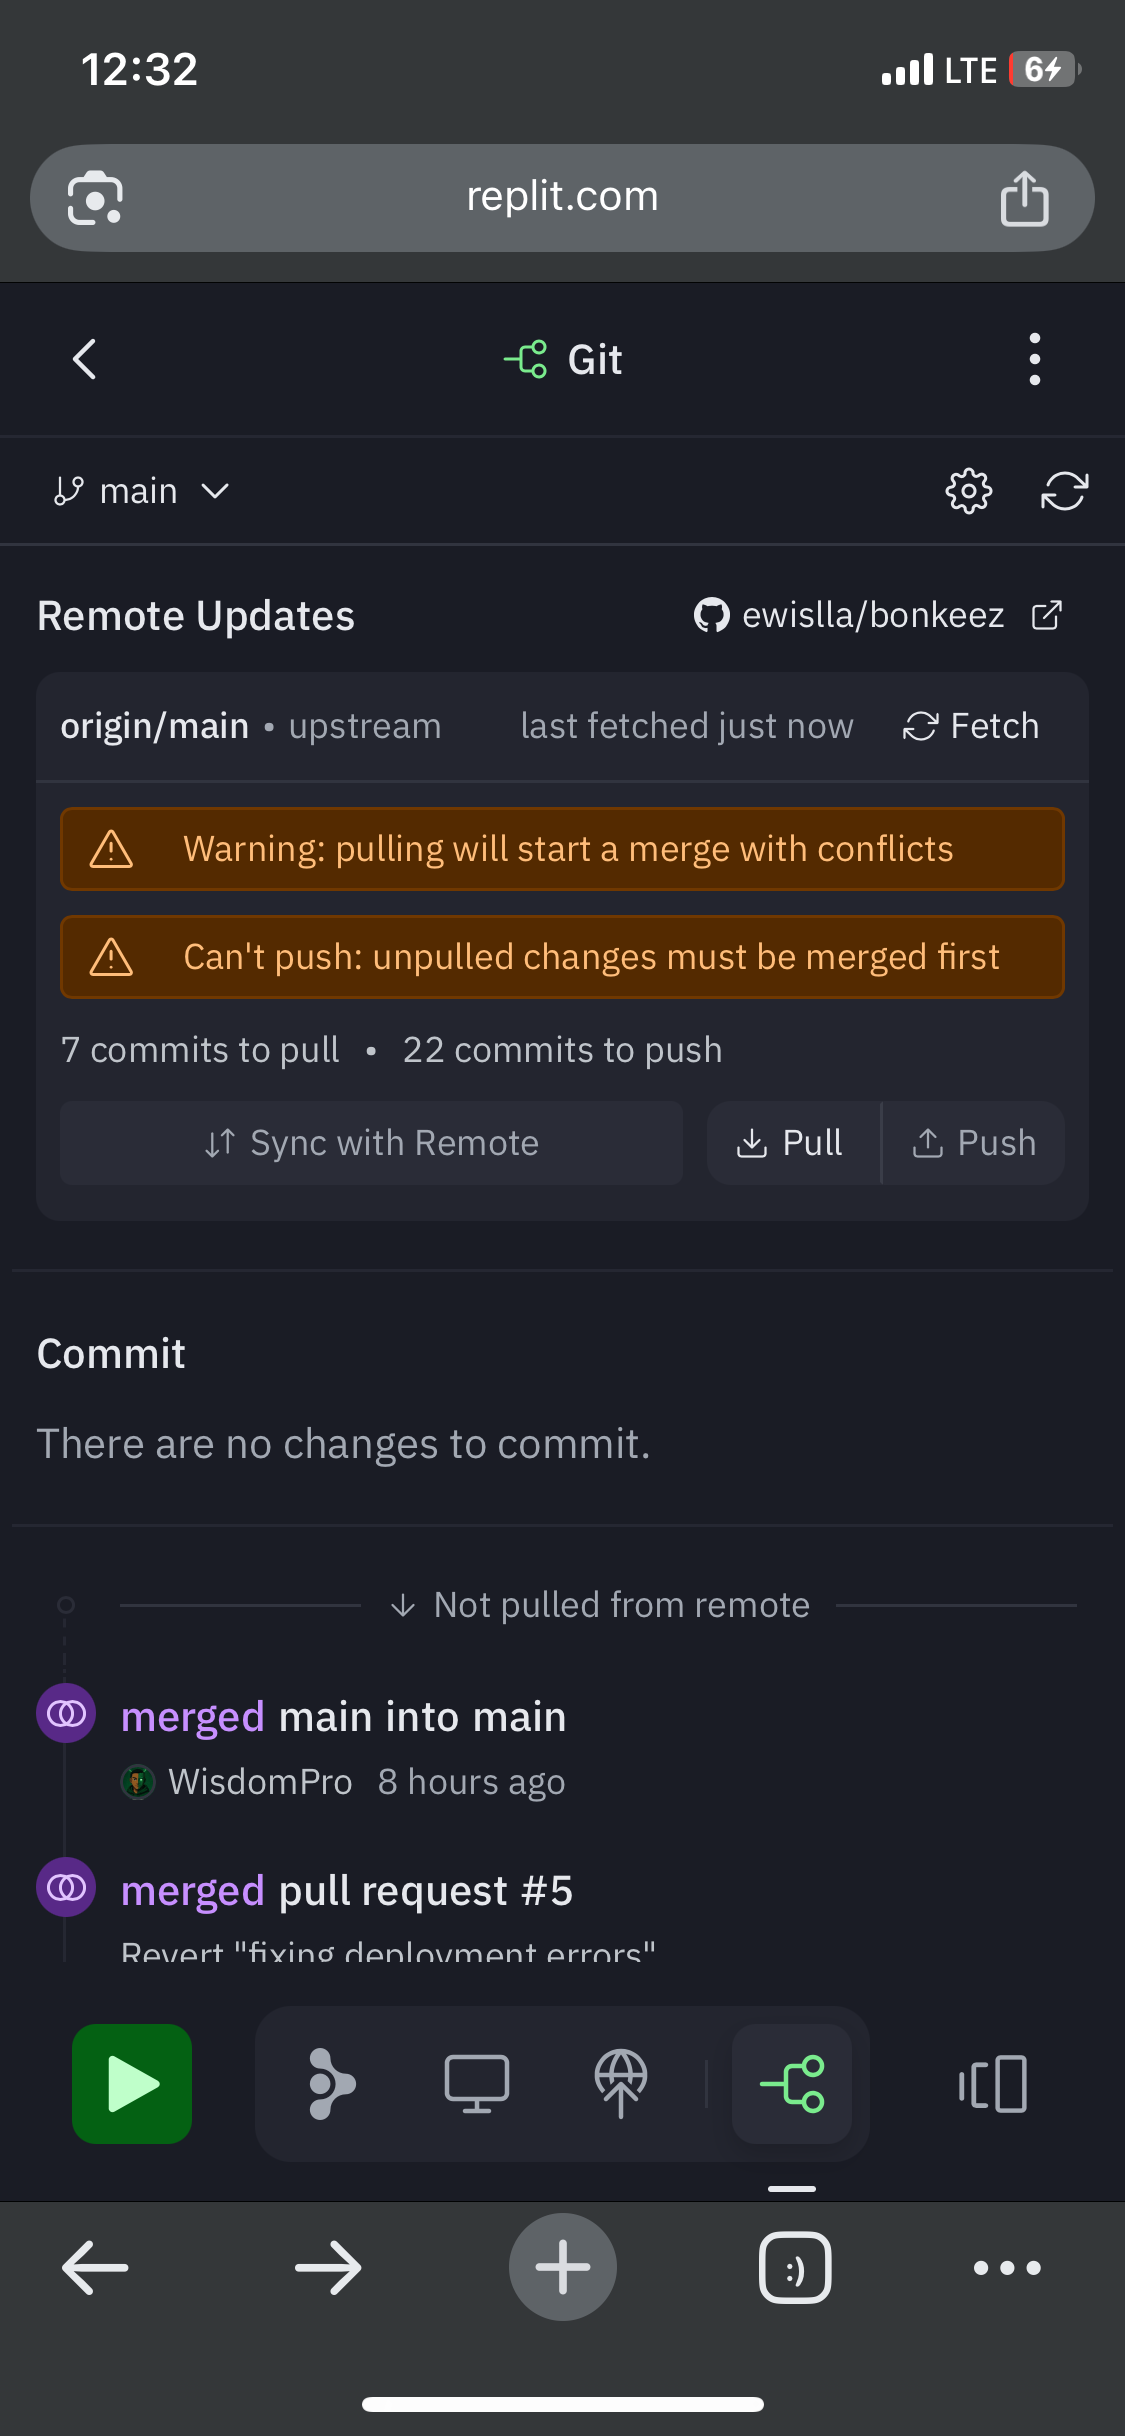 12:32
LTE 6
replit.com
Git
main
Remote Updates
ewislla/bonkeez
origin/main • upstream last fetched just now Fetch
Warning: pulling will start a merge with conflicts
Can't push: unpulled changes must be merged first
7 commits to pull • 22 commits to push
Sync with Remote Pull Push
Commit
There are no changes to commit.
Not pulled from remote
merged main into main
WisdomPro 8 hours ago
merged pull request #5
Revert "fixing deployment errors"
:)